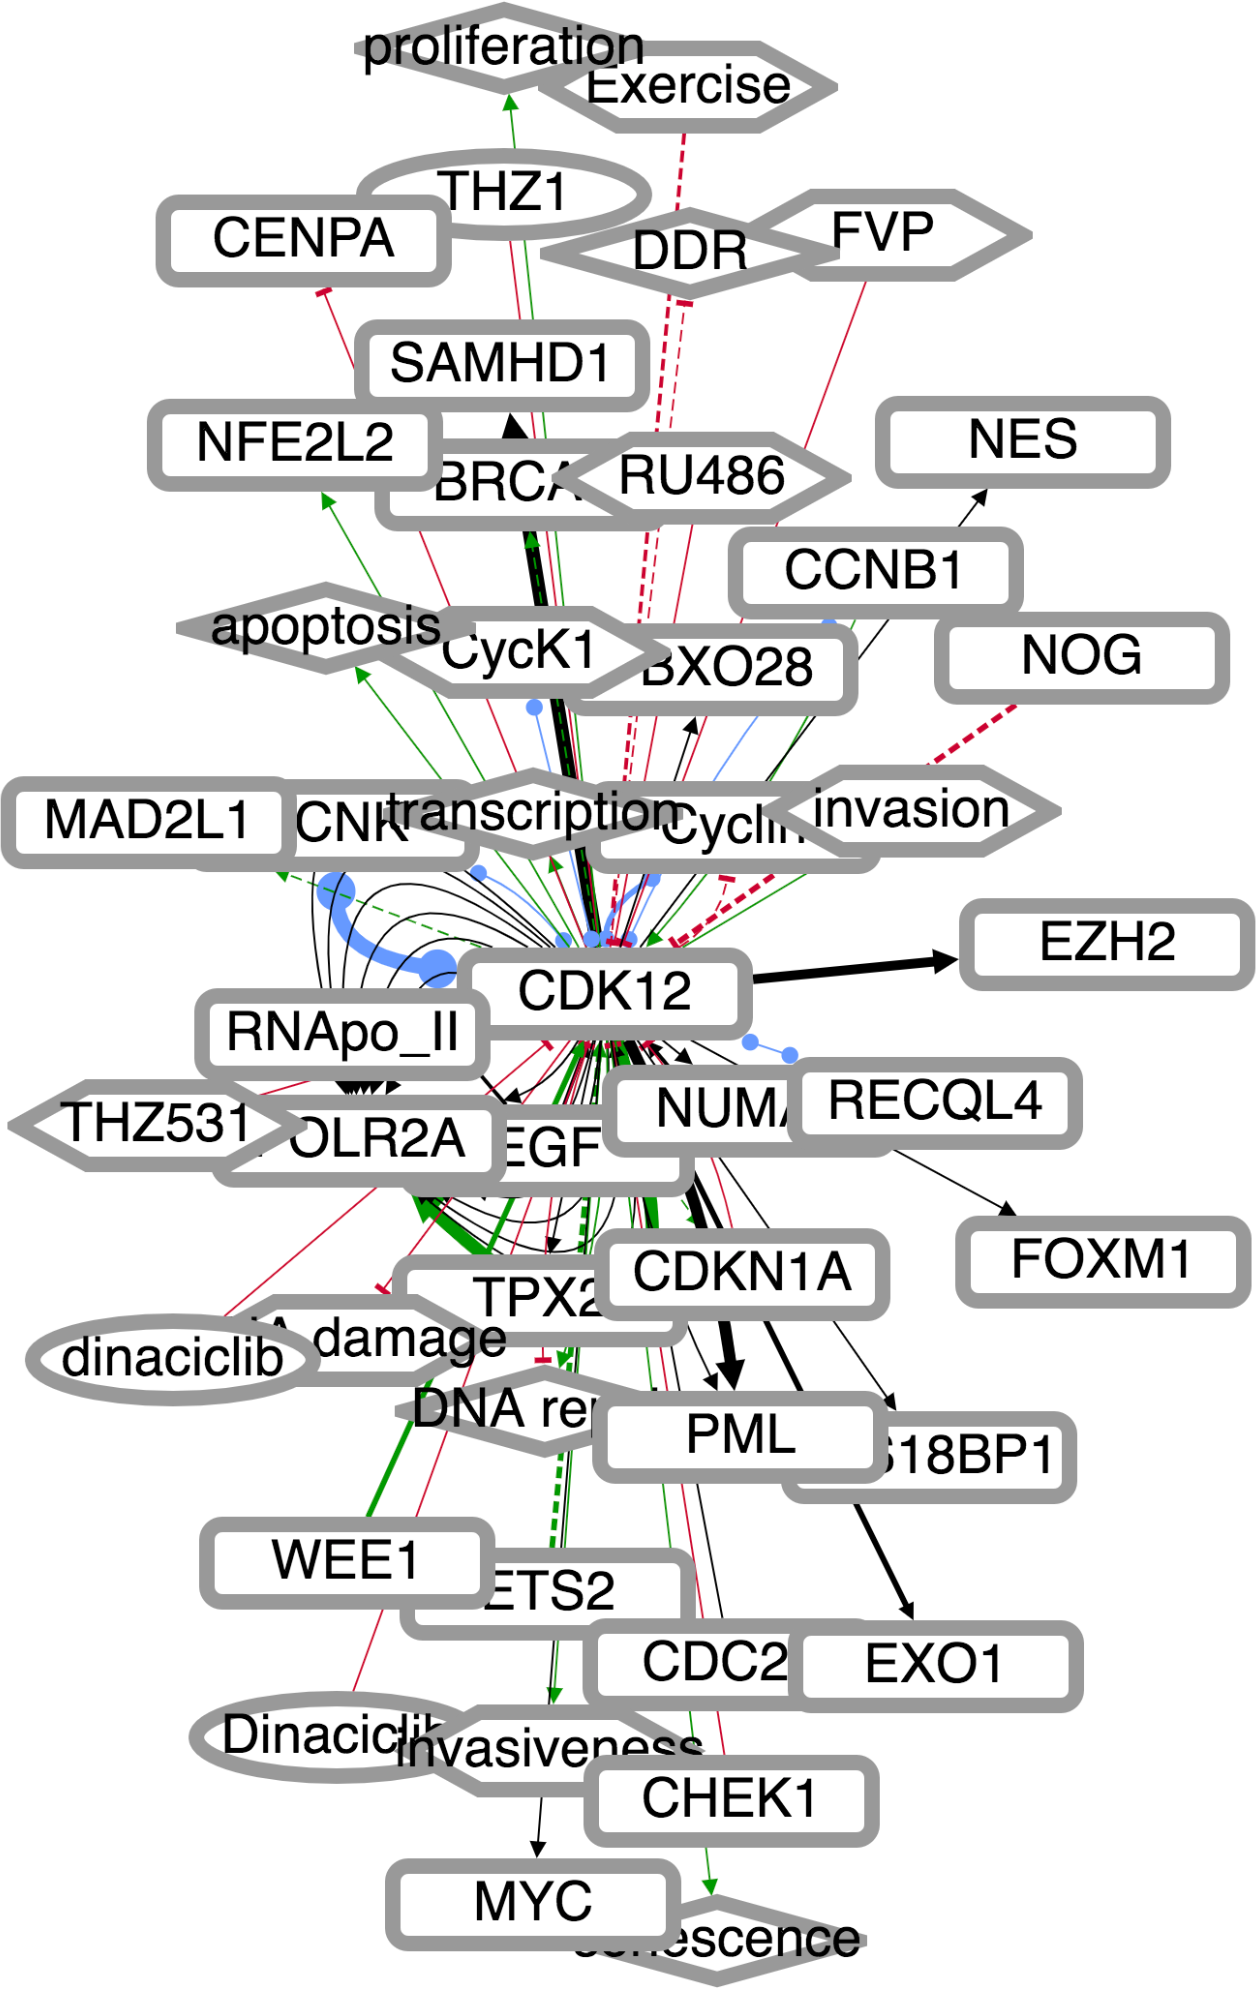 proliferation
Exercise
THZ1
CENPA
FVP
DDR
SAMHD1
NES
NFE2L2
BRCA
RU486
CCNB1
apoptosis
CycK1
BXO28
NOG
MAD2L1
CNK
transcription
Cyclin
invasion
EZH2
CDK12
RNApo_II
THZ531
OLR2A
EGF
NUMA
RECQL4
FOXM1
CDKN1A
TPX2
dinaciclib
damage
DNA rep
PML
S18BP1
WEE1
ETS2
CDC2
EXO1
Dinaciclib
invasiveness
CHEK1
MYC
senescence